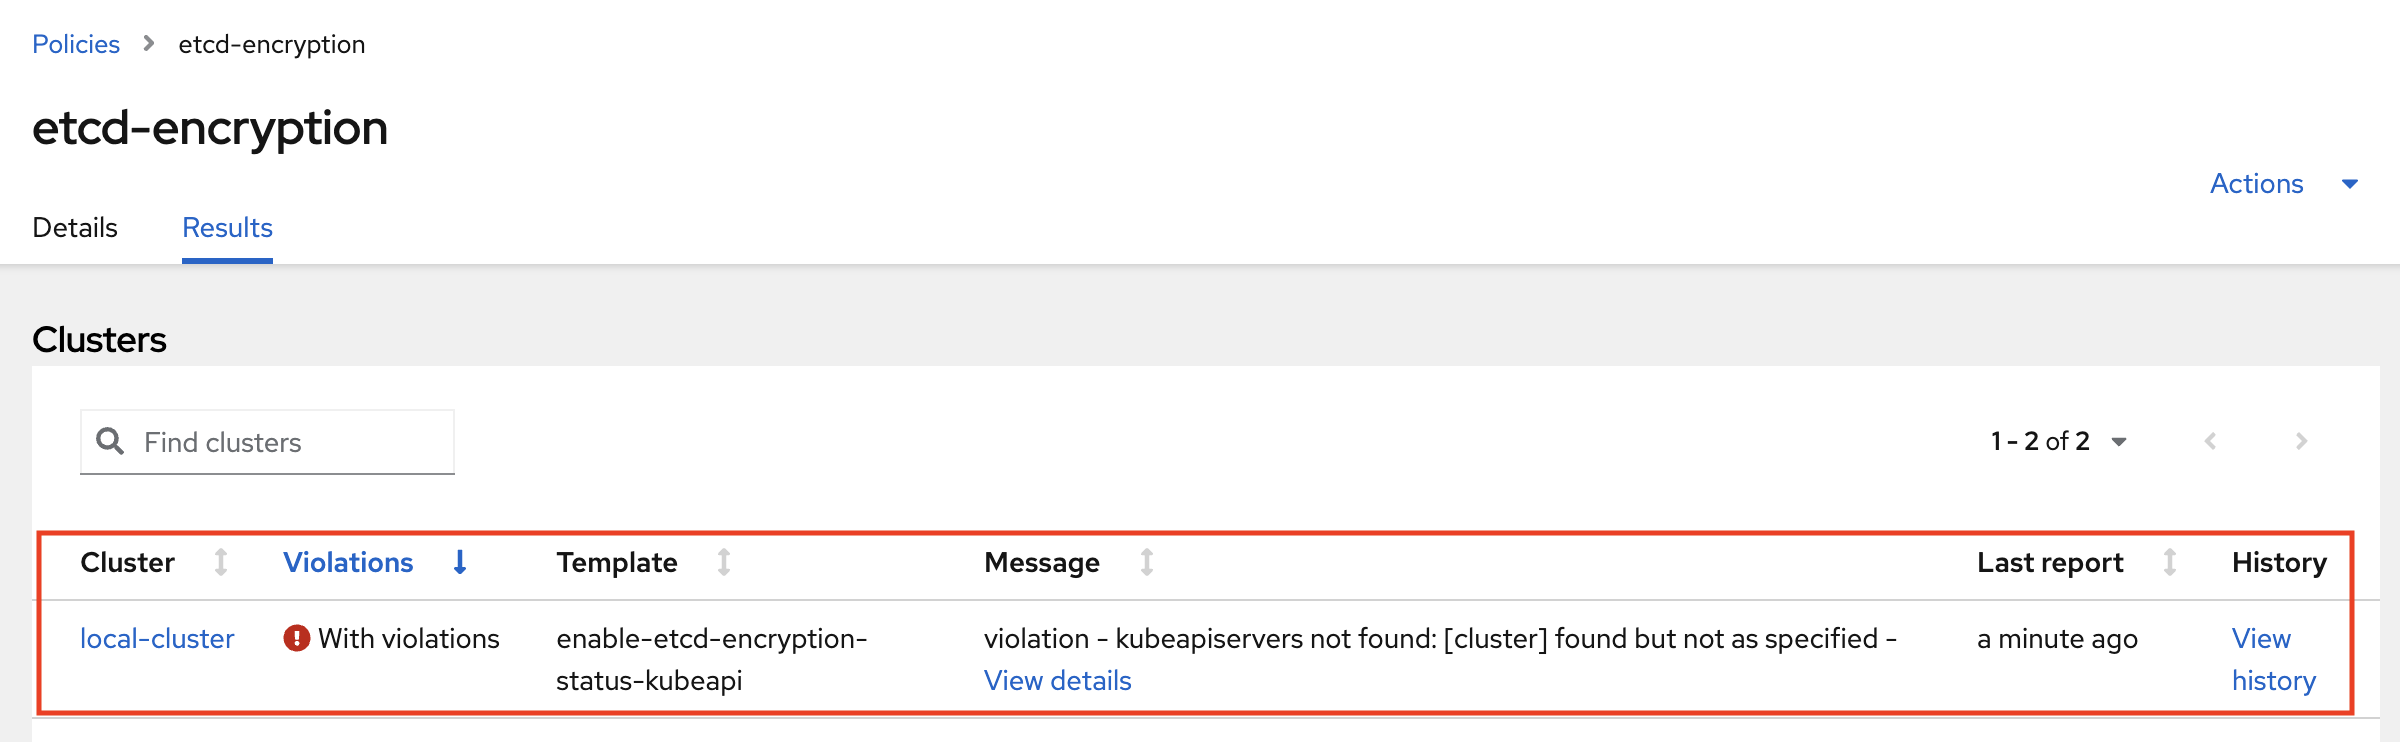 Policies > etcd-encryption
etcd-encryption
Actions
Details Results
Clusters
Find clusters
1 - 2 of 2
Cluster Violations Template Message Last report History
local-cluster With violations enable-etcd-encryption- violation - kubeapiservers not found: [cluster] found but not as specified - a minute ago View
status-kubeapi View details history